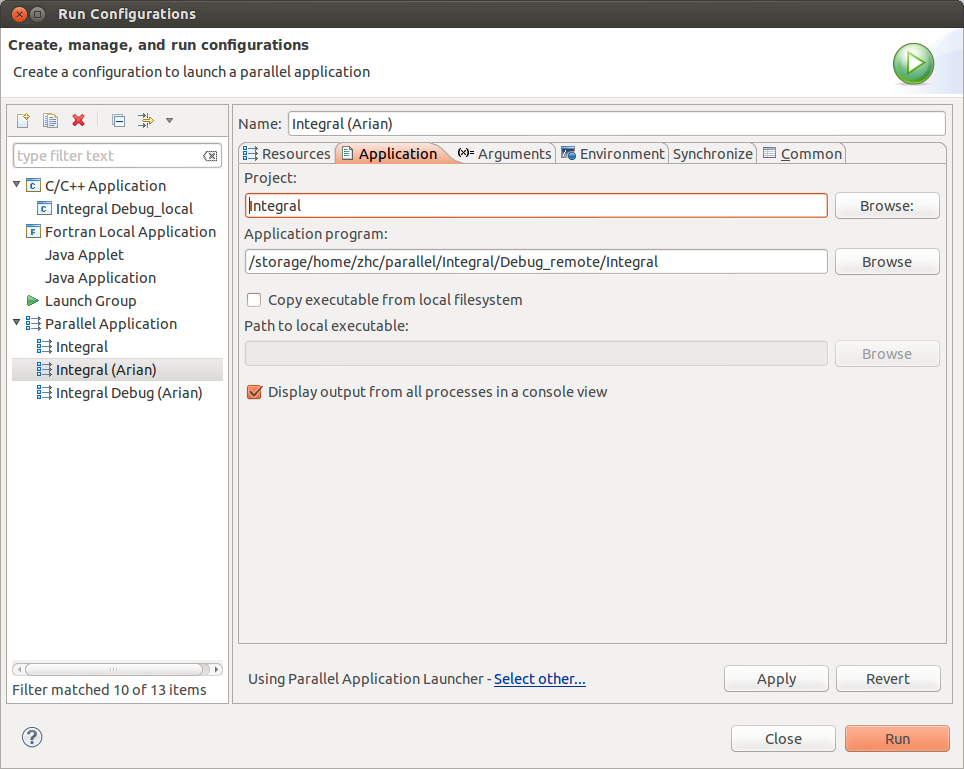 Run Configurations
Create, manage, and run configurations
Create a configuration to launch a parallel application
type filter text
C/C++ Application
Integral Debug_local
Fortran Local Application
Java Applet
Java Application
Launch Group
Parallel Application
Integral
Integral (Arian)
Integral Debug (Arian)
Filter matched 10 of 13 items
Name: Integral (Arian)
Resources Application (x)= Arguments Environment Synchronize Common
Project:
Integral Browse:
Application program:
/storage/home/zhc/parallel/Integral/Debug_remote/Integral Browse
Copy executable from local filesystem
Path to local executable:
Browse
Display output from all processes in a console view
Using Parallel Application Launcher - Select other... Apply Revert
? Close Run